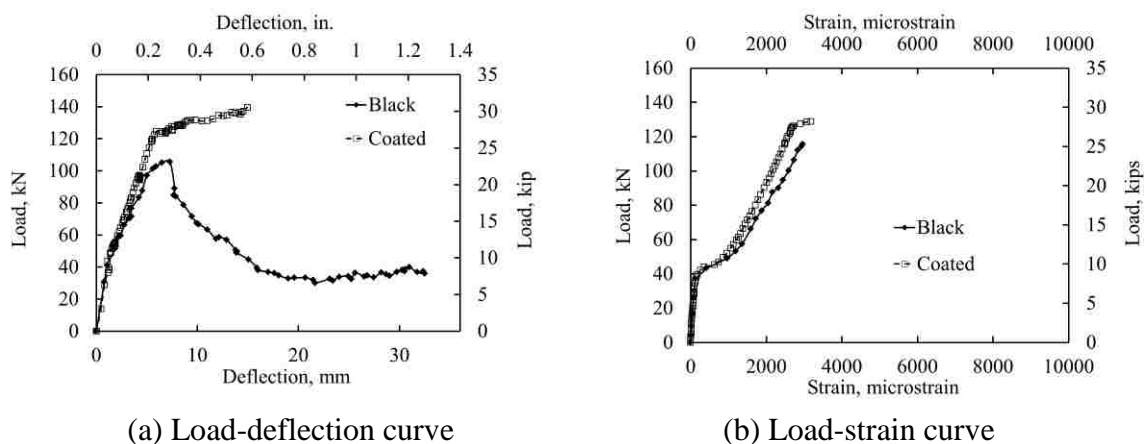 Deflection, in.
0 0.2 0.4 0.6 0.8 1 1.2 1.4
160
140
120
100
80
60
40
20
0
Load, kN
35
30
25
20
15
10
5
0
Load, kip
Black
Coated
0 10 20 30
Deflection, mm
(a) Load-deflection curve
Strain, microstrain
0 2000 4000 6000 8000 10000
160
140
120
100
80
60
40
20
0
Load, kN
35
30
25
20
15
10
5
0
Load, kips
Black
Coated
0 2000 4000 6000 8000 10000
Strain, microstrain
(b) Load-strain curve